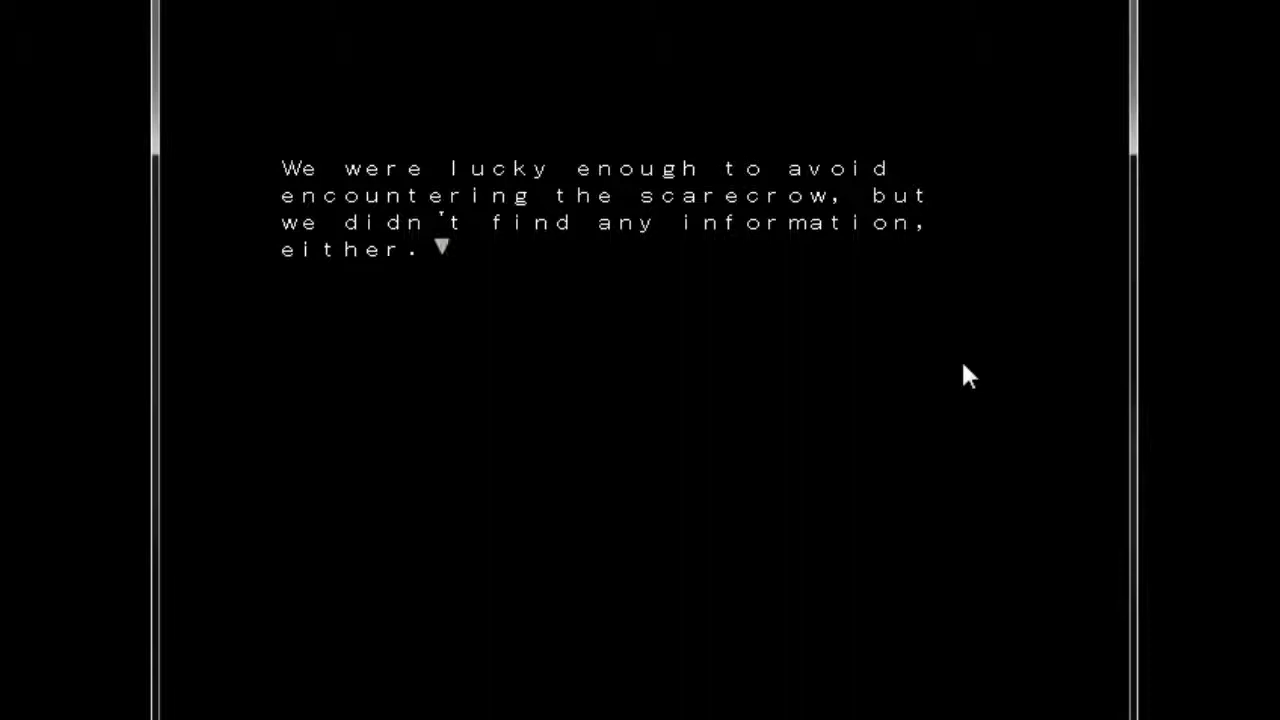 We were lucky enough to avoid
encountering the scarecrow, but
we didn't find any information,
either.